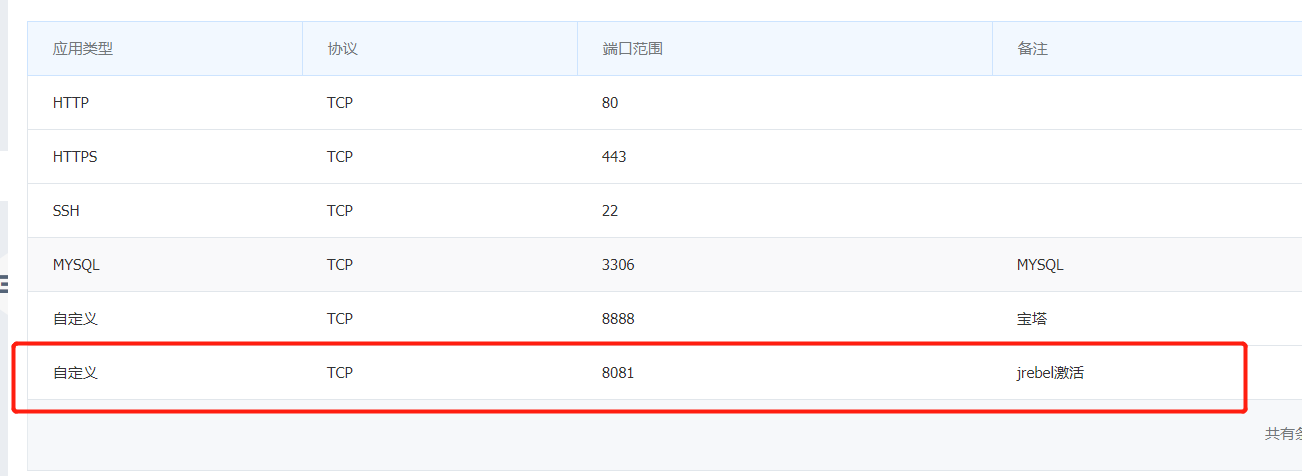 应用类型 协议 端口范围 备注
HTTP TCP 80
HTTPS TCP 443
SSH TCP 22
MYSQL TCP 3306 MYSQL
自定义 TCP 8888 宝塔
自定义 TCP 8081 jrebel激活
共有